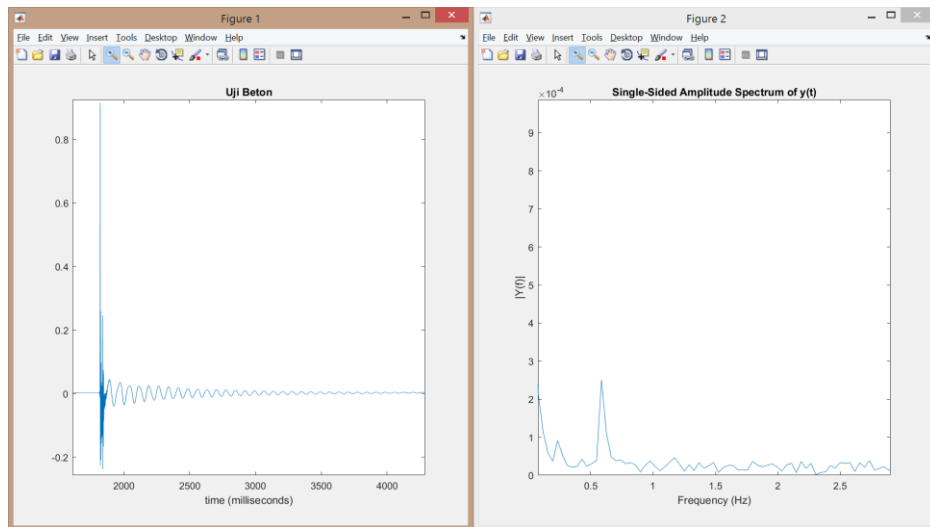 Figure 1
File Edit View Insert Tools Desktop Window Help
Uji Beton
0.8
0.6
0.4
0.2
0
-0.2
2000 2500 3000 3500 4000
time (milliseconds)
Figure 2
File Edit View Insert Tools Desktop Window Help
×10⁻⁴
Single-Sided Amplitude Spectrum of y(t)
9
8
7
6
5
4
3
2
1
0
|Y(f)|
0.5 1 1.5 2 2.5
Frequency (Hz)